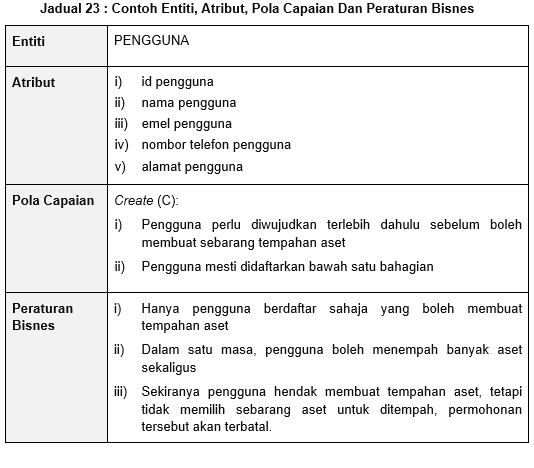 Jadual 23 : Contoh Entiti, Atribut, Pola Capaian Dan Peraturan Bisnes
Entiti
PENGGUNA
Atribut
i) id pengguna
ii) nama pengguna
iii) emel pengguna
iv) nombor telefon pengguna
v) alamat pengguna
Pola Capaian
Create (C):
i) Pengguna perlu diwujudkan terlebih dahulu sebelum boleh
membuat sebarang tempahan aset
ii) Pengguna mesti didaftarkan bawah satu bahagian
Peraturan
Bisnes
i) Hanya pengguna berdaftar sahaja yang boleh membuat
tempahan aset
ii) Dalam satu masa, pengguna boleh menempah banyak aset
sekaligus
iii) Sekiranya pengguna hendak membuat tempahan aset, tetapi
tidak memilih sebarang aset untuk ditempah, permohonan
tersebut akan terbatal.